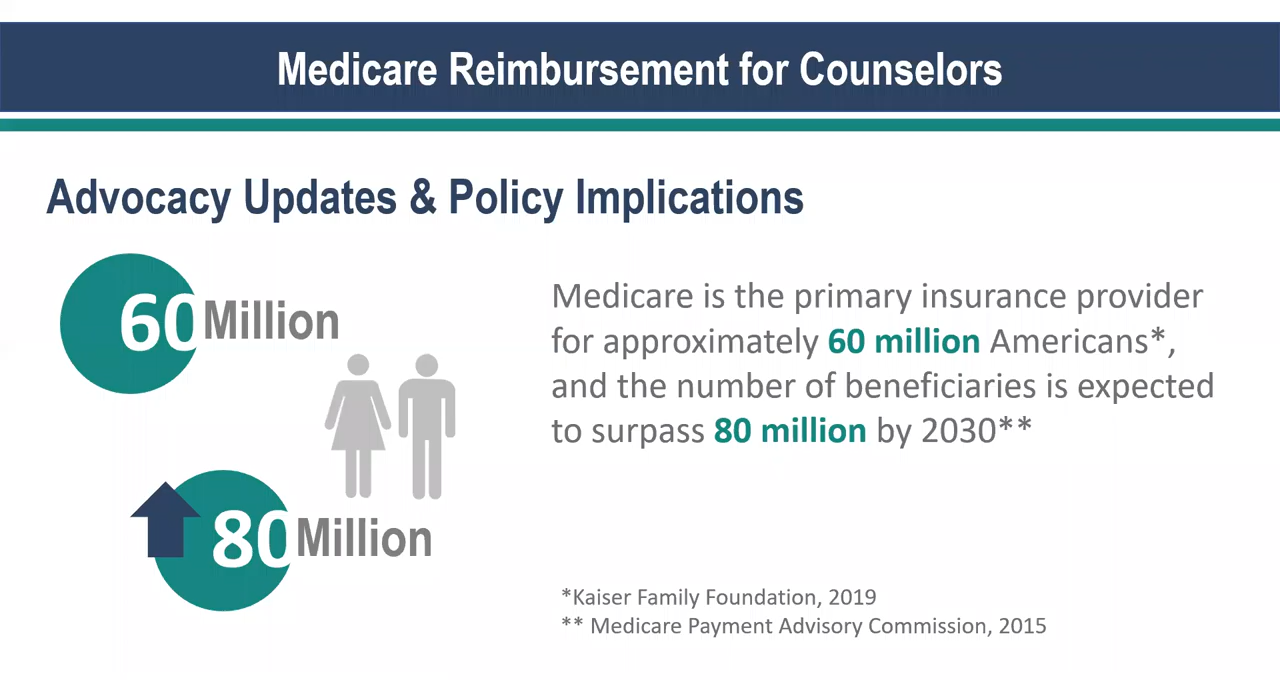 Medicare Reimbursement for Counselors
Advocacy Updates & Policy Implications
60 Million
80 Million
Medicare is the primary insurance provider
for approximately 60 million Americans*,
and the number of beneficiaries is expected
to surpass 80 million by 2030**
*Kaiser Family Foundation, 2019
** Medicare Payment Advisory Commission, 2015